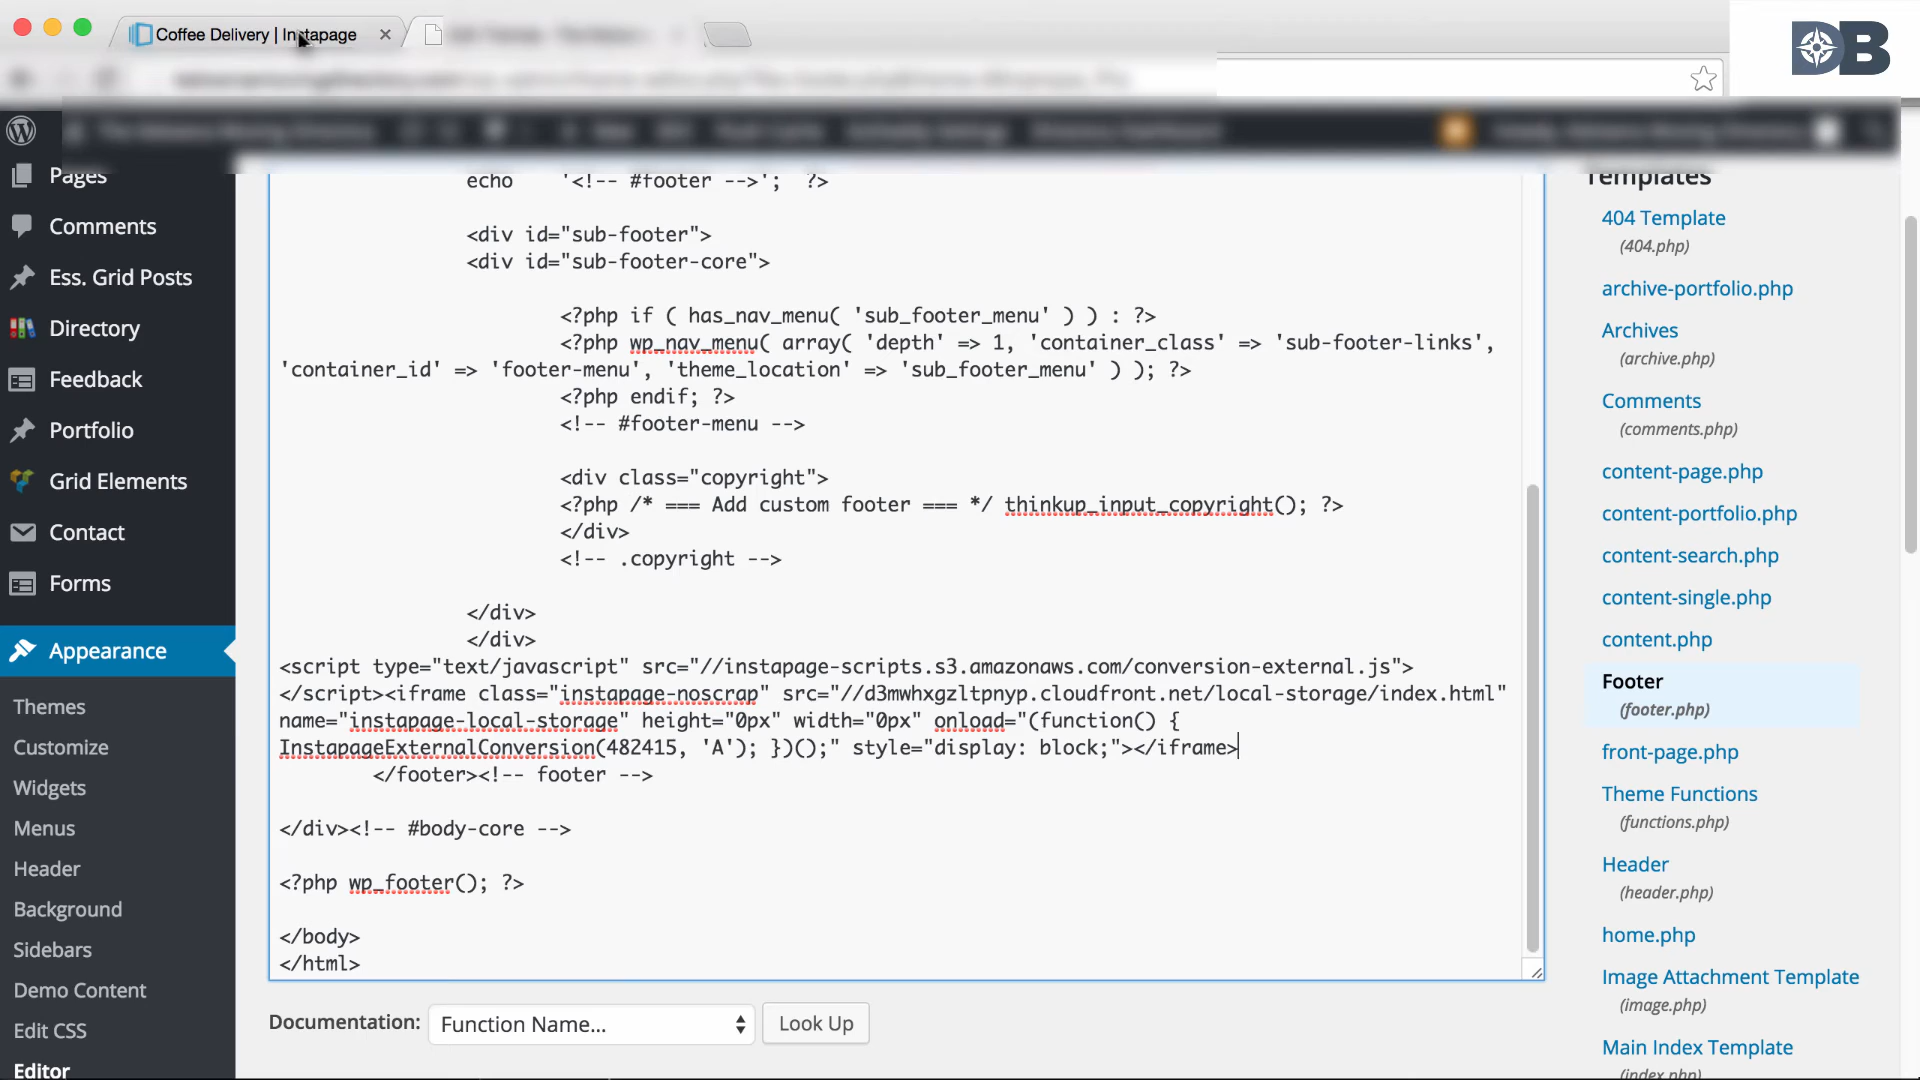 Coffee Delivery | Instapage
DB
Pages
Comments
Ess. Grid Posts
Directory
Feedback
Portfolio
Grid Elements
Contact
Forms
Appearance
Themes
Customize
Widgets
Menus
Header
Background
Sidebars
Demo Content
Edit CSS
Editor
echo    '<!-- #footer -->';  ?>
<div id="sub-footer">
<div id="sub-footer-core">
<?php if ( has_nav_menu( 'sub_footer_menu' ) ) : ?>
<?php wp_nav_menu( array( 'depth' => 1, 'container_class' => 'sub-footer-links',
'container_id' => 'footer-menu', 'theme_location' => 'sub_footer_menu' ) ); ?>
<?php endif; ?>
<!-- #footer-menu -->
<div class="copyright">
<?php /* === Add custom footer === */ thinkup_input_copyright(); ?>
</div>
<!-- .copyright -->
</div>
</div>
<script type="text/javascript" src="//instapage-scripts.s3.amazonaws.com/conversion-external.js">
</script><iframe class="instapage-noscrap" src="//d3mwhxgzltpnyp.cloudfront.net/local-storage/index.html"
name="instapage-local-storage" height="0px" width="0px" onload="(function() {
InstapageExternalConversion(482415, 'A'); })();" style="display: block;"></iframe>
</footer><!-- footer -->
</div><!-- #body-core -->
<?php wp_footer(); ?>
</body>
</html>
Documentation:
Function Name...
Look Up
Templates
404 Template
(404.php)
archive-portfolio.php
Archives
(archive.php)
Comments
(comments.php)
content-page.php
content-portfolio.php
content-search.php
content-single.php
content.php
Footer
(footer.php)
front-page.php
Theme Functions
(functions.php)
Header
(header.php)
home.php
Image Attachment Template
(image.php)
Main Index Template
(index.php)